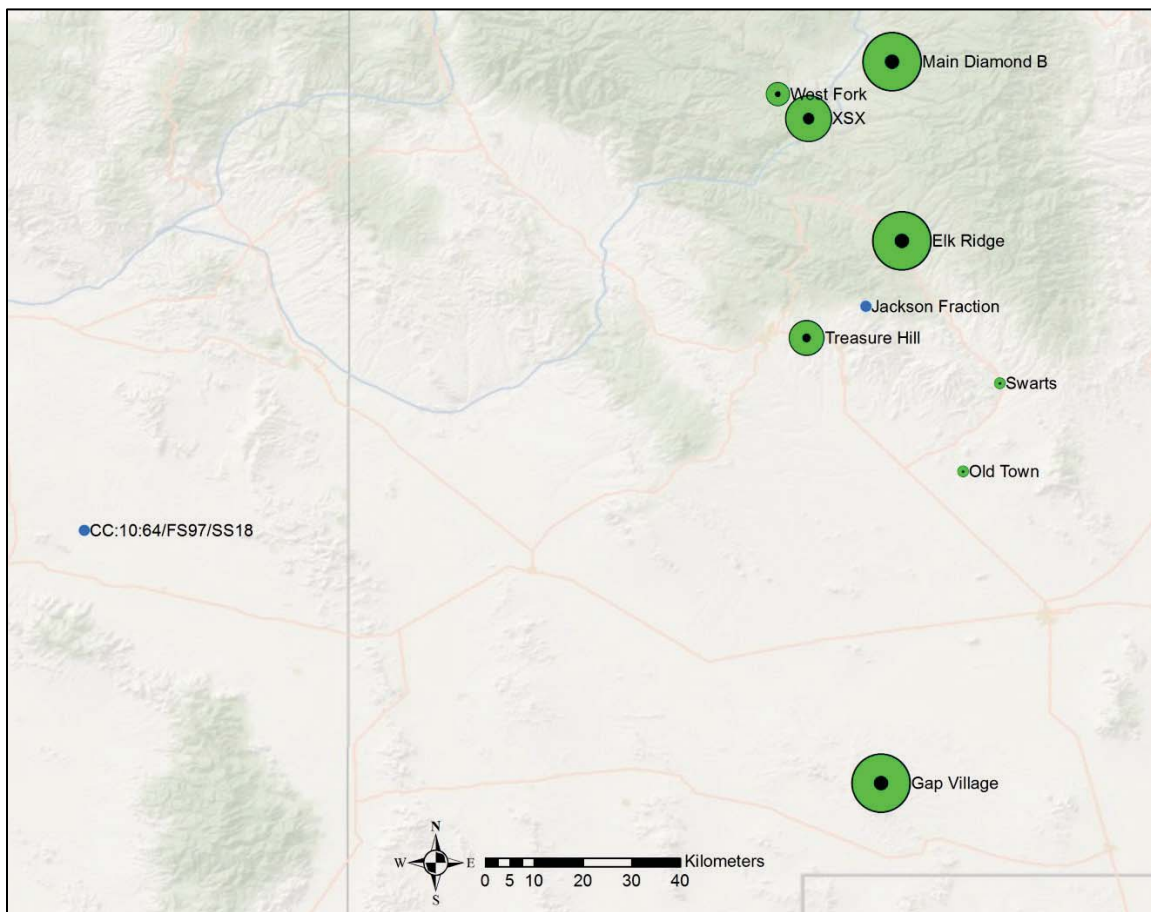 Main Diamond B
West Fork
XSX
Elk Ridge
Jackson Fraction
Treasure Hill
Swarts
Old Town
CC:10:64/FS97/SS18
Gap Village
N
W E
S
Kilometers
0 5 10 20 30 40